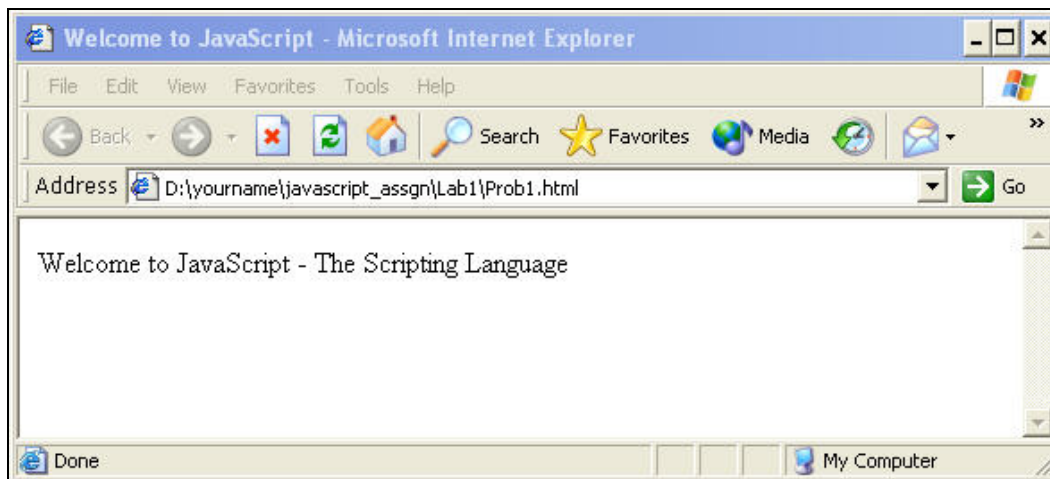 Welcome to JavaScript - Microsoft Internet Explorer
File Edit View Favorites Tools Help
Back Search Favorites Media »
Address D:\yourname\javascript_assgn\Lab1\Prob1.html Go
Welcome to JavaScript - The Scripting Language
Done My Computer